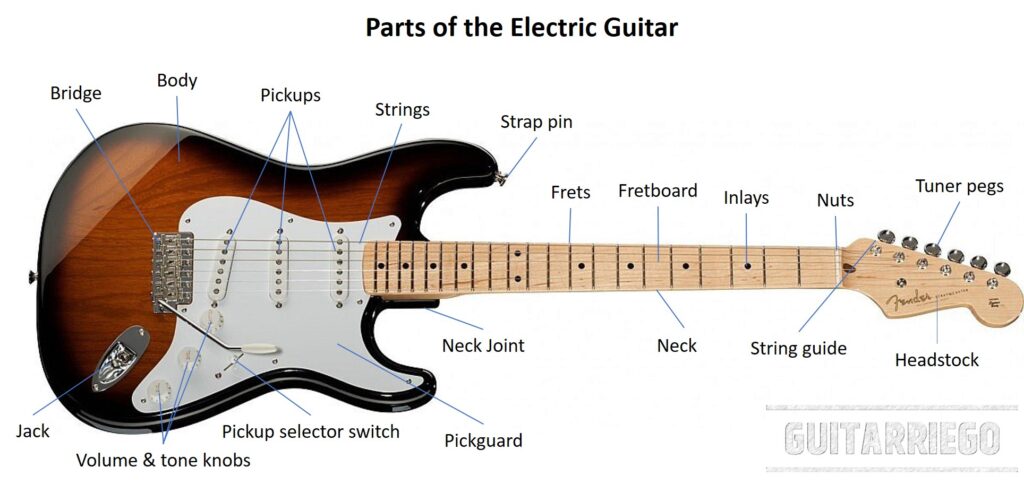 Parts of the Electric Guitar
Bridge
Body
Pickups
Strings
Strap pin
Frets
Fretboard
Inlays
Nuts
Tuner pegs
Fender
Neck Joint
Neck
String guide
Headstock
Jack
Pickup selector switch
Pickguard
Volume & tone knobs
GUITARRIEGO